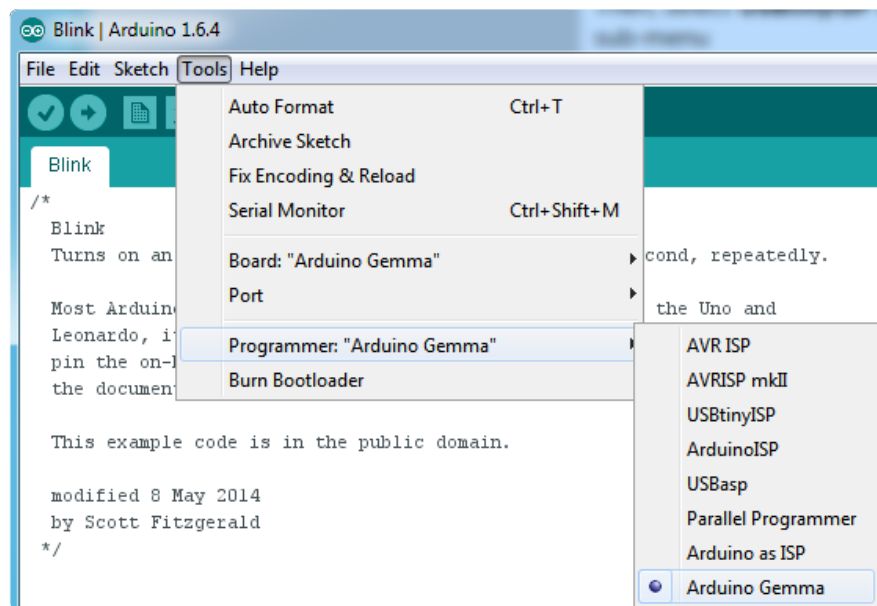 Blink | Arduino 1.6.4
File Edit Sketch Tools Help
Auto Format Ctrl+T
Archive Sketch
Fix Encoding & Reload
Serial Monitor Ctrl+Shift+M
Board: "Arduino Gemma"
Port
Programmer: "Arduino Gemma"
Burn Bootloader
AVR ISP
AVRISP mkII
USBtinyISP
ArduinoISP
USBasp
Parallel Programmer
Arduino as ISP
Arduino Gemma
Blink
/*
Blink
Turns on an cond, repeatedly.
Most Arduin the Uno and
Leonardo, i
pin the on-
the documen
This example code is in the public domain.
modified 8 May 2014
by Scott Fitzgerald
*/